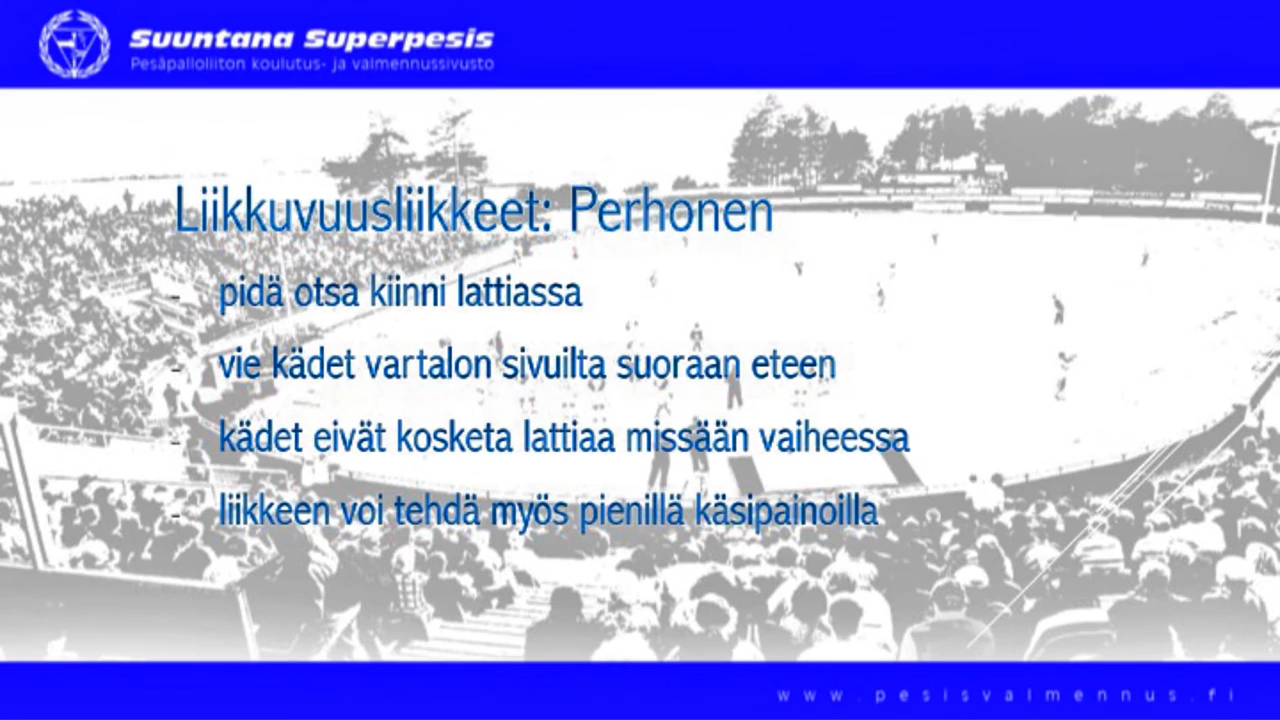 Suuntana Superpesis
Pesäpalloliiton koulutus- ja valmennussivusto
Liikkuvuusliikkeet: Perhonen
- pidä otsa kiinni lattiassa
- vie kädet vartalon sivuilta suoraan eteen
- kädet eivät kosketa lattiaa missään vaiheessa
- liikkeen voi tehdä myös pienillä käsipainoilla
www.pesisvalmennus.fi